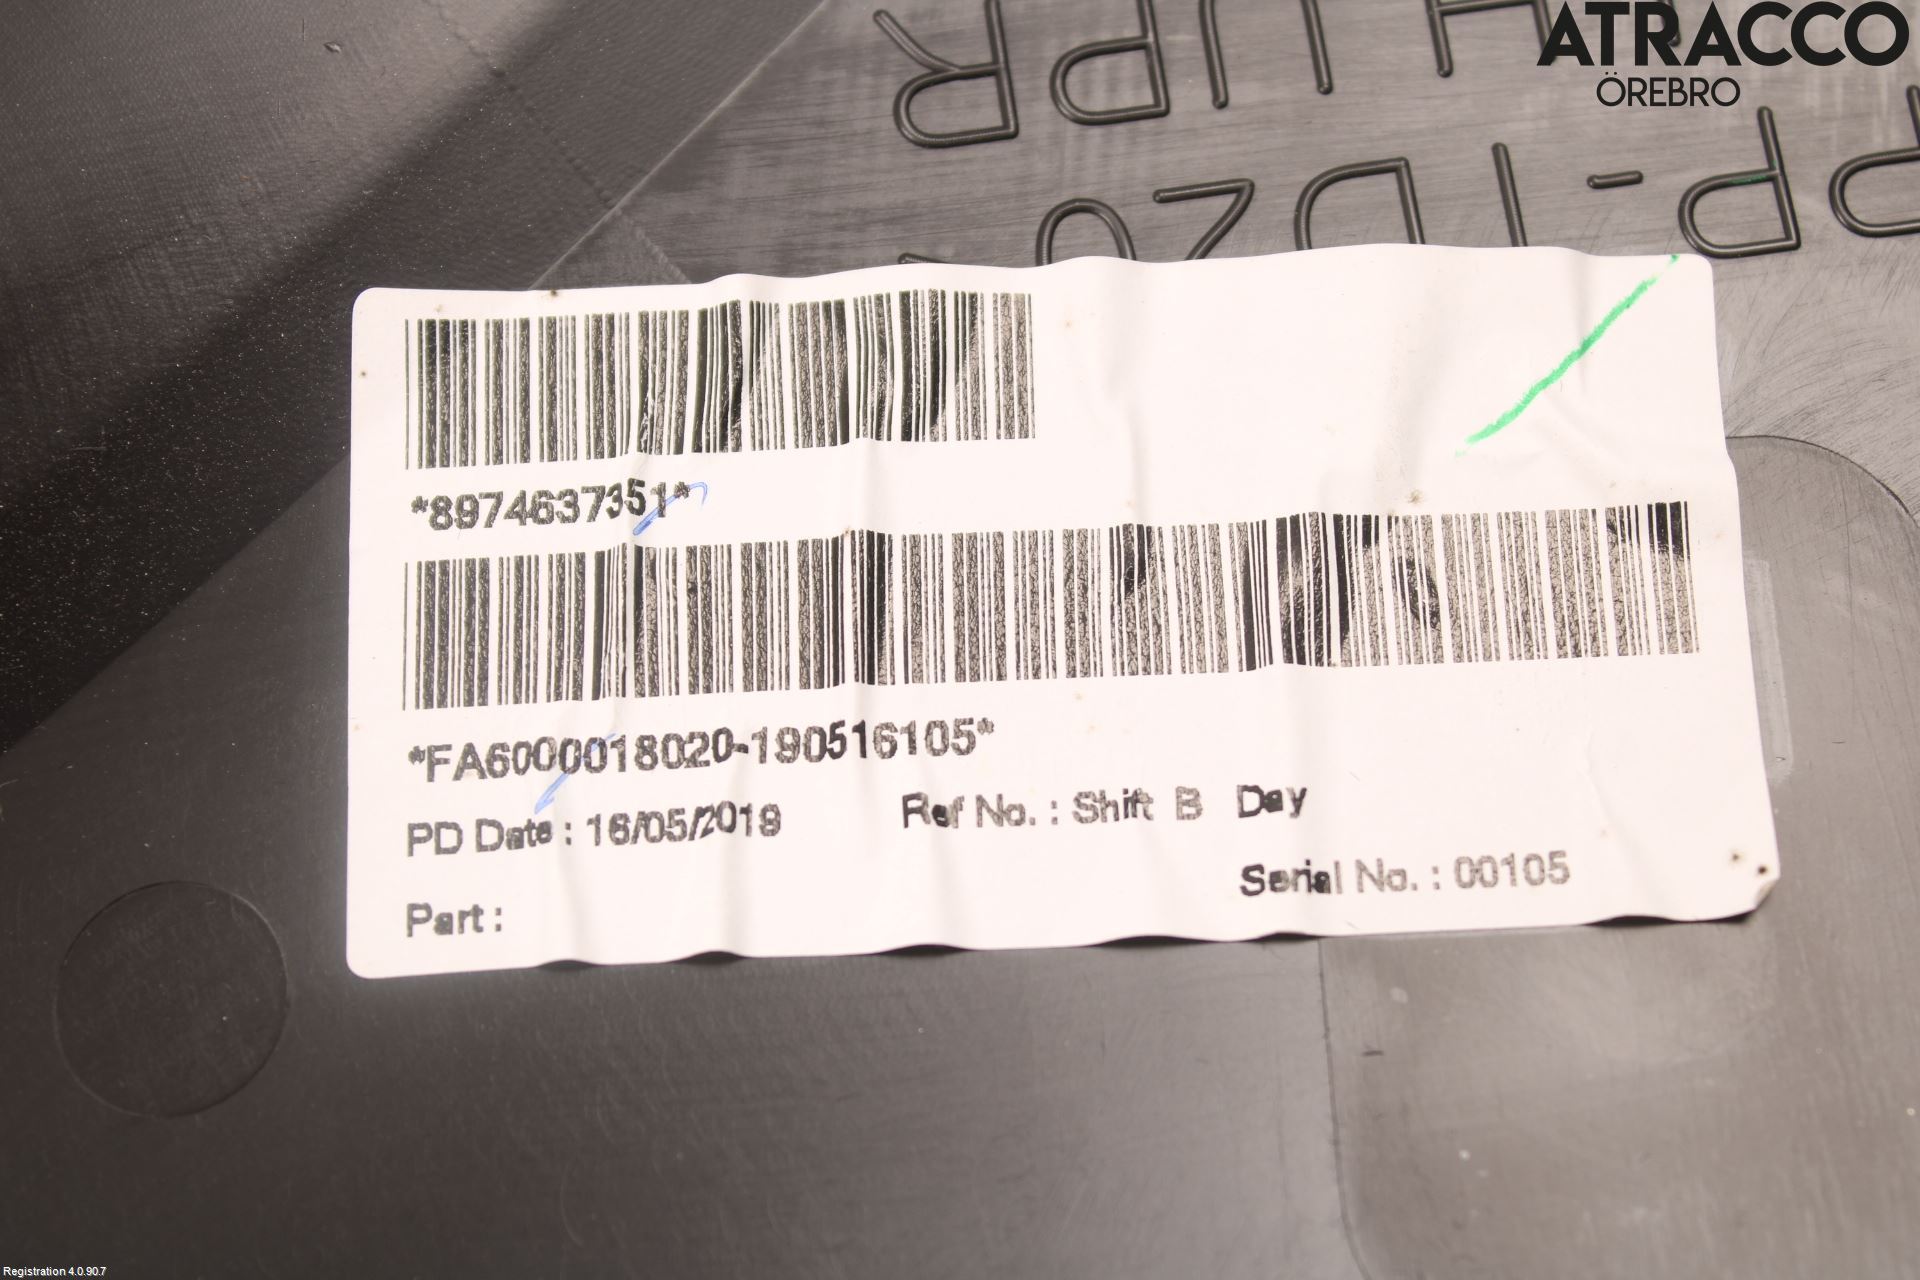 ATRACCO
ÖREBRO
*8974637351*
*FA6000018020-190516105*
PD Date : 16/05/2019
Ref No. : Shift B Day
Serial No. : 00105
Part :
Registration 4.0.90.7